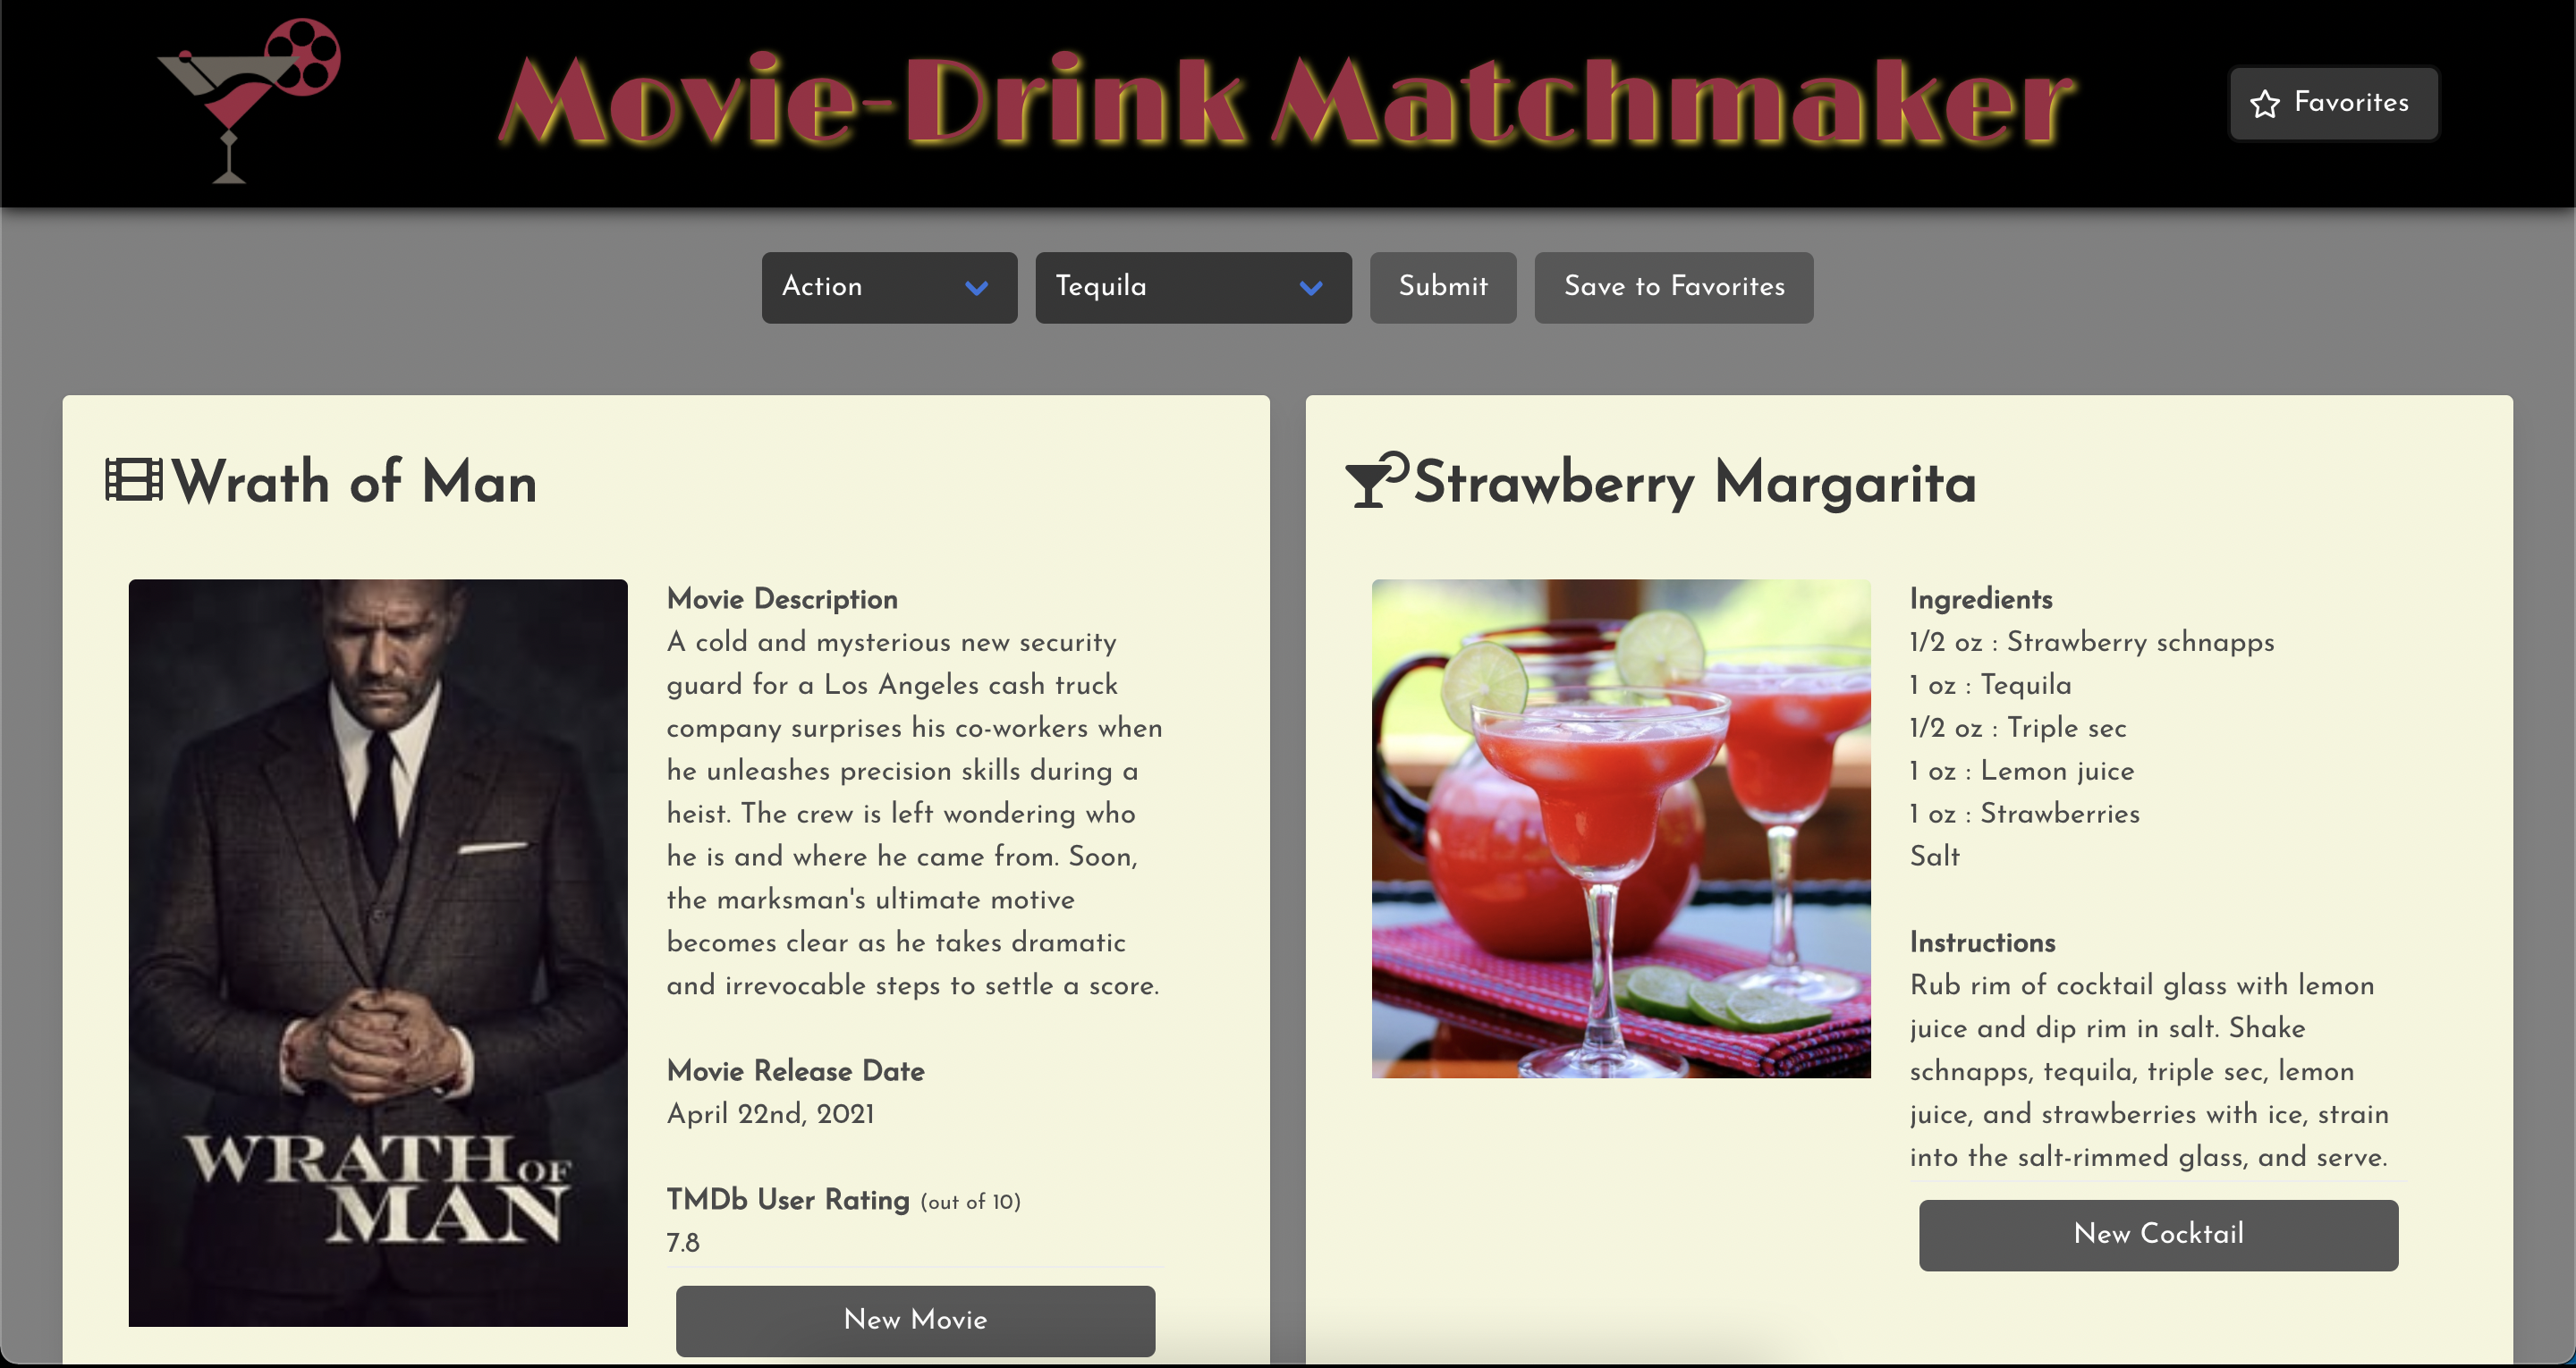 Movie-Drink Matchmaker
Favorites
Action
Tequila
Submit
Save to Favorites
Wrath of Man
WRATH OF
MAN
Movie Description
A cold and mysterious new security
guard for a Los Angeles cash truck
company surprises his co-workers when
he unleashes precision skills during a
heist. The crew is left wondering who
he is and where he came from. Soon,
the marksman's ultimate motive
becomes clear as he takes dramatic
and irrevocable steps to settle a score.
Movie Release Date
April 22nd, 2021
TMDb User Rating (out of 10)
7.8
New Movie
Strawberry Margarita
Ingredients
1/2 oz : Strawberry schnapps
1 oz : Tequila
1/2 oz : Triple sec
1 oz : Lemon juice
1 oz : Strawberries
Salt
Instructions
Rub rim of cocktail glass with lemon
juice and dip rim in salt. Shake
schnapps, tequila, triple sec, lemon
juice, and strawberries with ice, strain
into the salt-rimmed glass, and serve.
New Cocktail